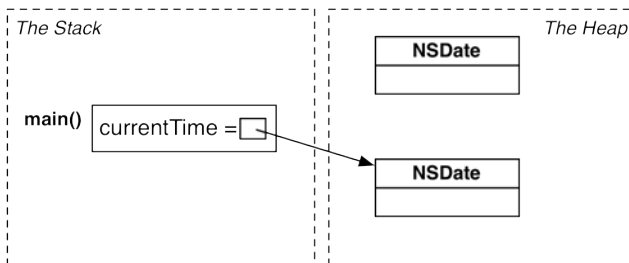 The Stack
The Heap
NSDate
main()
currentTime =
NSDate